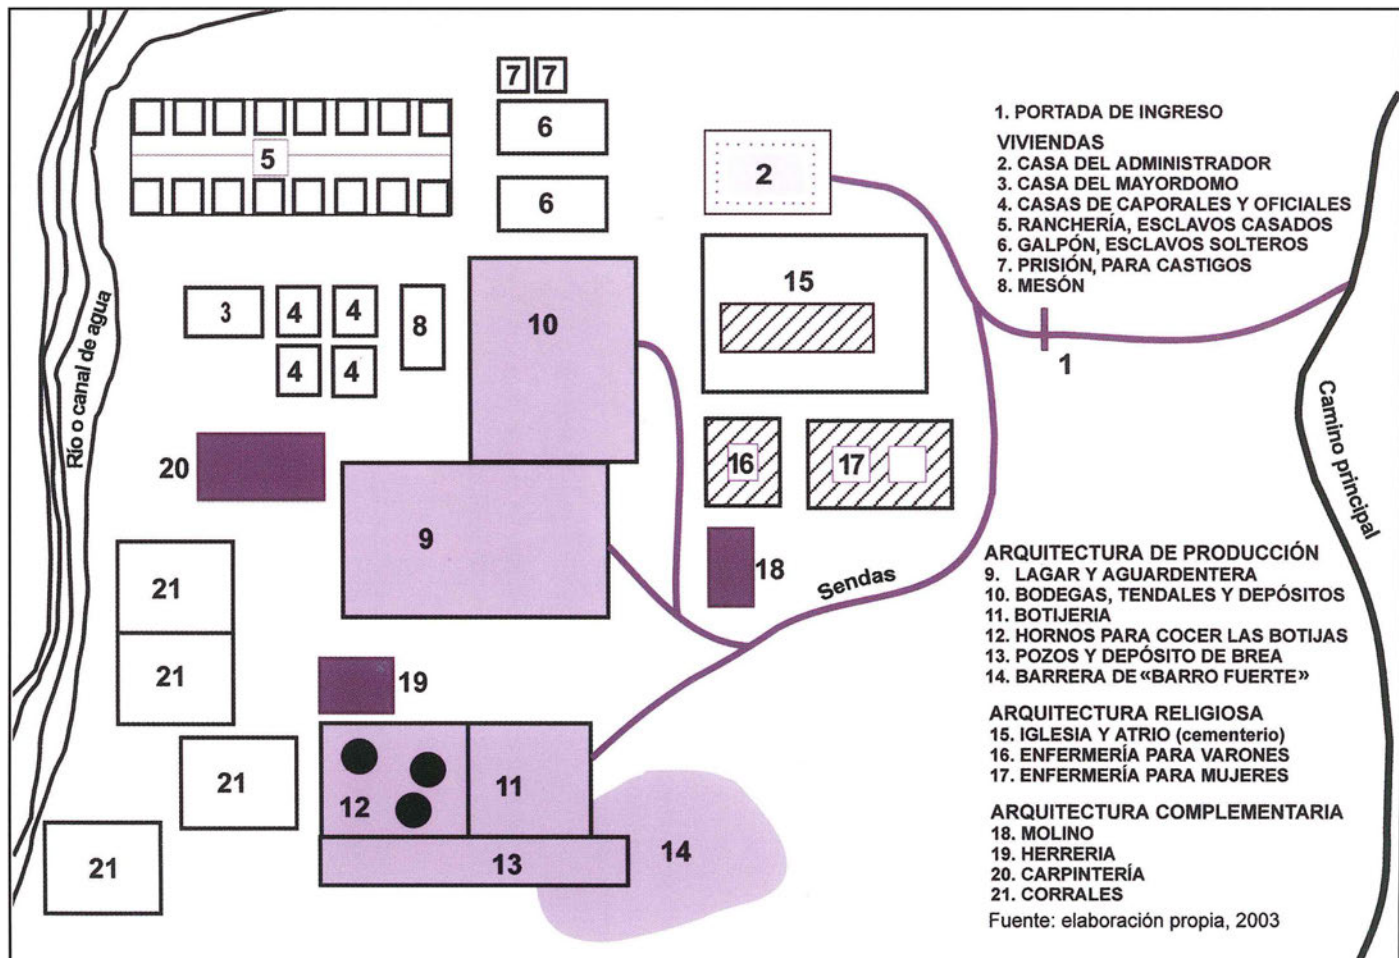 7 7
6
5
2
6
15
3
4 4
8
10
4 4
1
Río o canal de agua
Camino principal
20
16
17
9
18
Sendas
21
21
19
21
12
11
13
14
21
1. PORTADA DE INGRESO
VIVIENDAS
2. CASA DEL ADMINISTRADOR
3. CASA DEL MAYORDOMO
4. CASAS DE CAPORALES Y OFICIALES
5. RANCHERÍA, ESCLAVOS CASADOS
6. GALPÓN, ESCLAVOS SOLTEROS
7. PRISIÓN, PARA CASTIGOS
8. MESÓN
ARQUITECTURA DE PRODUCCIÓN
9. LAGAR Y AGUARDENTERA
10. BODEGAS, TENDALES Y DEPÓSITOS
11. BOTIJERIA
12. HORNOS PARA COCER LAS BOTIJAS
13. POZOS Y DEPÓSITO DE BREA
14. BARRERA DE «BARRO FUERTE»
ARQUITECTURA RELIGIOSA
15. IGLESIA Y ATRIO (cementerio)
16. ENFERMERÍA PARA VARONES
17. ENFERMERÍA PARA MUJERES
ARQUITECTURA COMPLEMENTARIA
18. MOLINO
19. HERRERIA
20. CARPINTERÍA
21. CORRALES
Fuente: elaboración propia, 2003